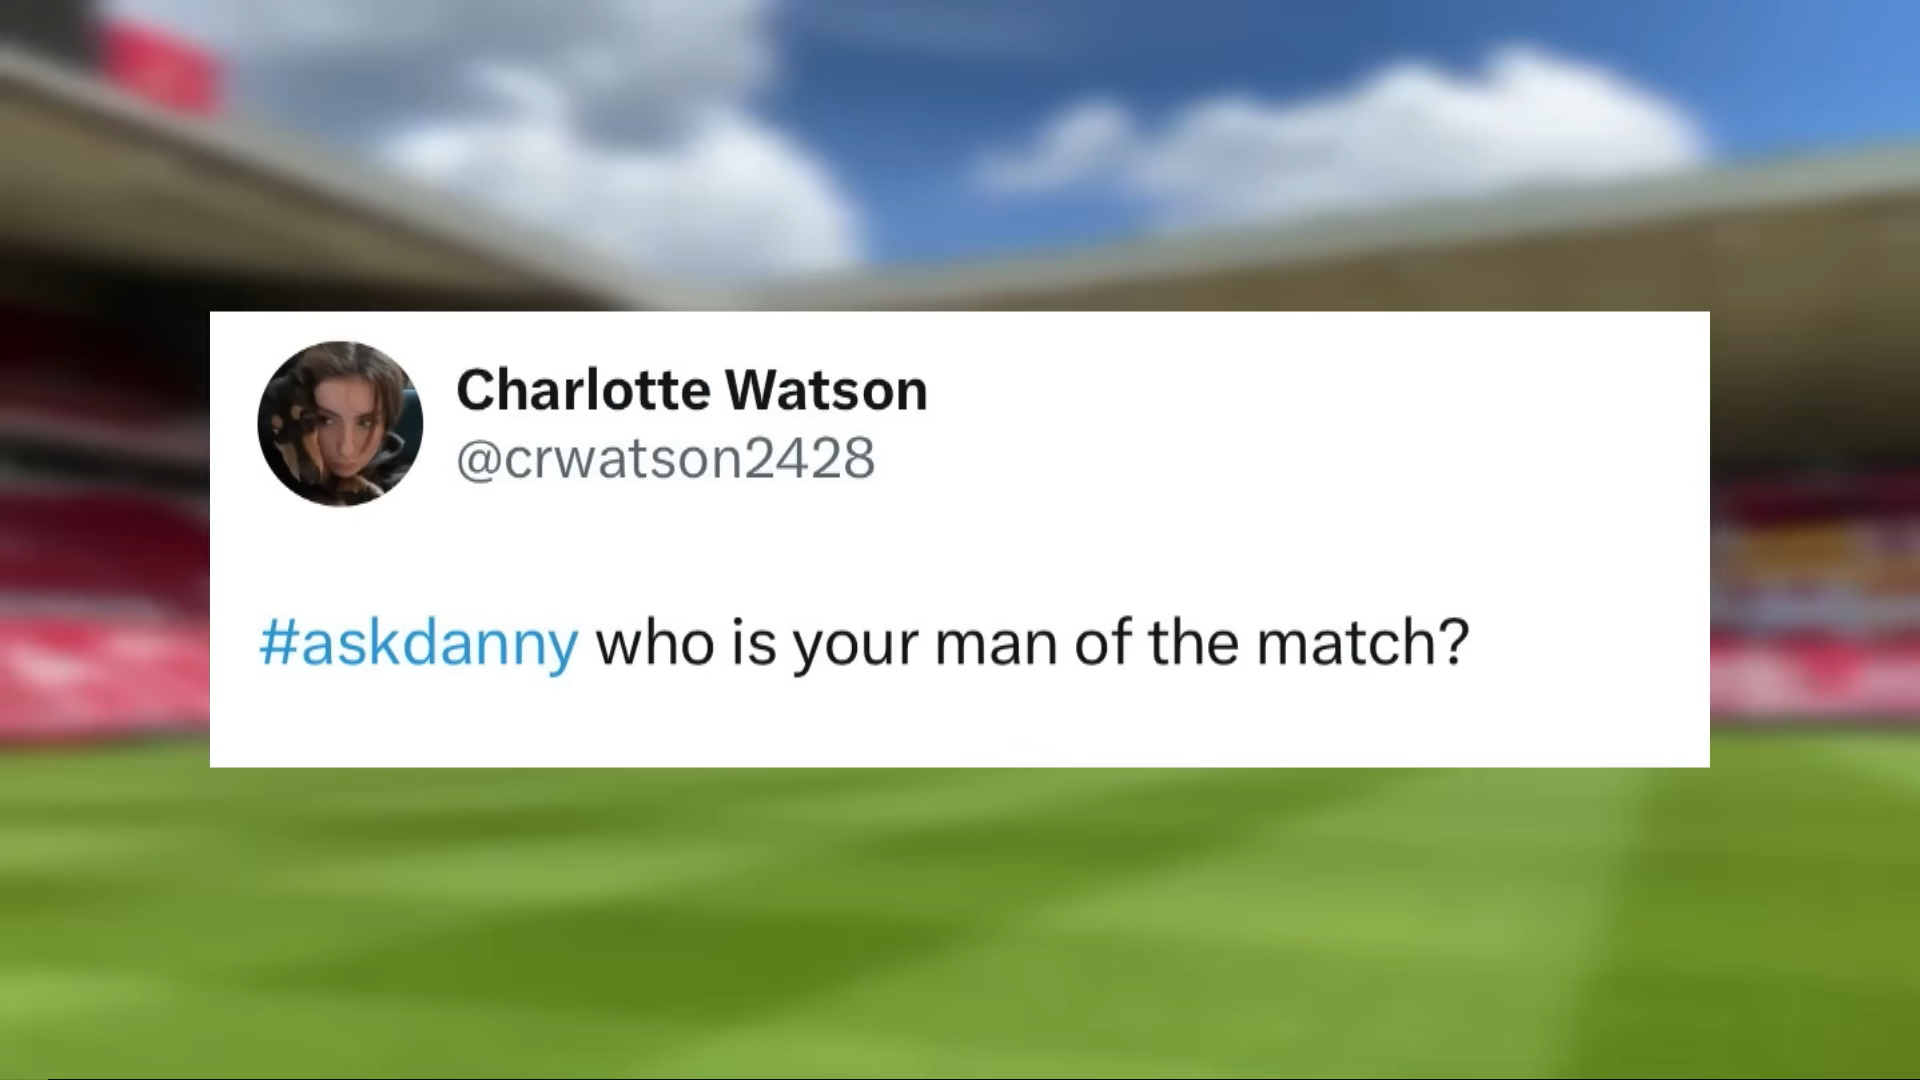 Charlotte Watson
@crwatson2428
#askdanny who is your man of the match?